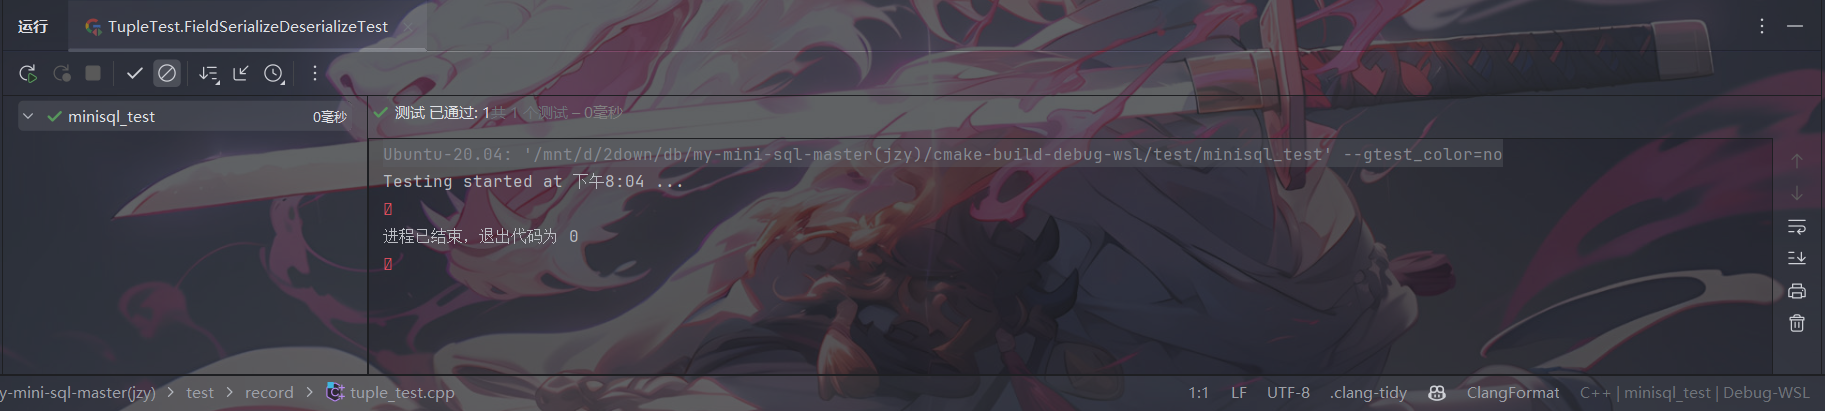 运行
TupleTest.FieldSerializeDeserializeTest
minisql_test 0毫秒
测试 已通过: 1共 1 个测试 – 0毫秒
Ubuntu-20.04: '/mnt/d/2down/db/my-mini-sql-master(jzy)/cmake-build-debug-wsl/test/minisql_test' --gtest_color=no
Testing started at 下午8:04 ...
进程已结束，退出代码为 0
y-mini-sql-master(jzy) > test > record > tuple_test.cpp
1:1 LF UTF-8 .clang-tidy ClangFormat C++ | minisql_test | Debug-WSL